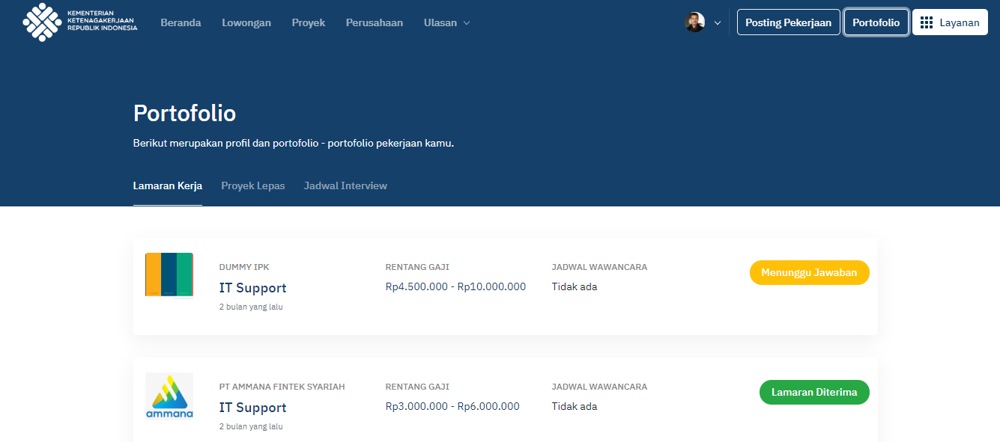 KEMENTERIAN
KETENAGAKERJAAN
REPUBLIK INDONESIA
Beranda Lowongan Proyek Perusahaan Ulasan
Posting Pekerjaan Portofolio Layanan
Portofolio
Berikut merupakan profil dan portofolio - portofolio pekerjaan kamu.
Lamaran Kerja Proyek Lepas Jadwal Interview
DUMMY IPK
IT Support
2 bulan yang lalu
RENTANG GAJI
Rp4.500.000 - Rp10.000.000
JADWAL WAWANCARA
Tidak ada
Menunggu Jawaban
ammana
PT AMMANA FINTEK SYARIAH
IT Support
2 bulan yang lalu
RENTANG GAJI
Rp3.000.000 - Rp6.000.000
JADWAL WAWANCARA
Tidak ada
Lamaran Diterima